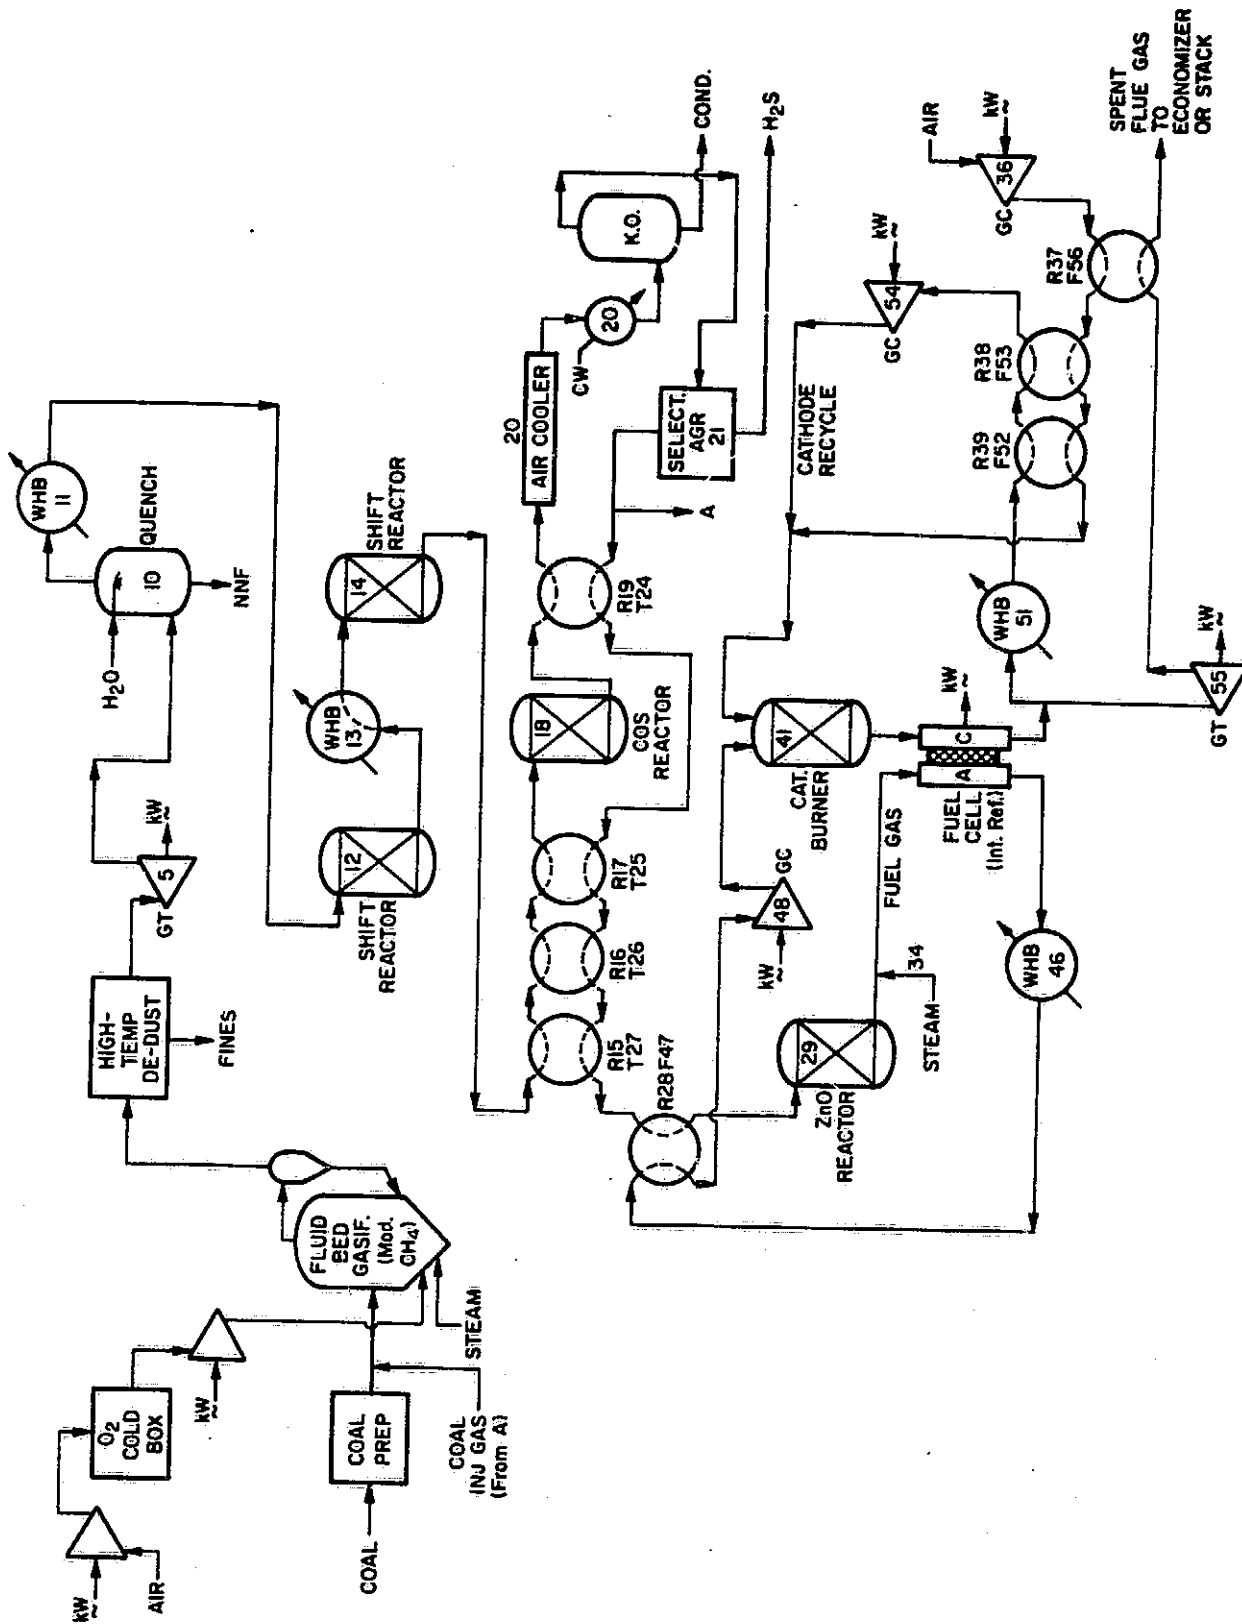 kW
~
AIR
O2
COLD
BOX
kW
~
COAL
COAL
PREP
COAL
INJ GAS
(From A)
STEAM
FLUID
BED
GASIF.
(Mod.
CH4)
HIGH-
TEMP
DE-DUST
FINES
GT
5
kW
~
H2O
10
QUENCH
NNF
WHB
11
12
SHIFT
REACTOR
WHB
13
14
SHIFT
REACTOR
R15
T27
R16
T26
R17
T25
18
COS
REACTOR
R19
T24
20
AIR COOLER
CW
20
K.O.
COND.
SELECT.
AGR
21
H2S
A
R28F47
29
ZnO
REACTOR
STEAM
34
FUEL GAS
kW
~
48
GC
41
CAT.
BURNER
A
C
kW
~
FUEL
CELL
(Int. Ref.)
WHB
46
WHB
51
CATHODE
RECYCLE
GC
54
kW
~
R39
F52
R38
F53
R37
F56
GC
36
AIR
kW
~
GT
55
kW
~
SPENT
FLUE GAS
TO
ECONOMIZER
OR STACK